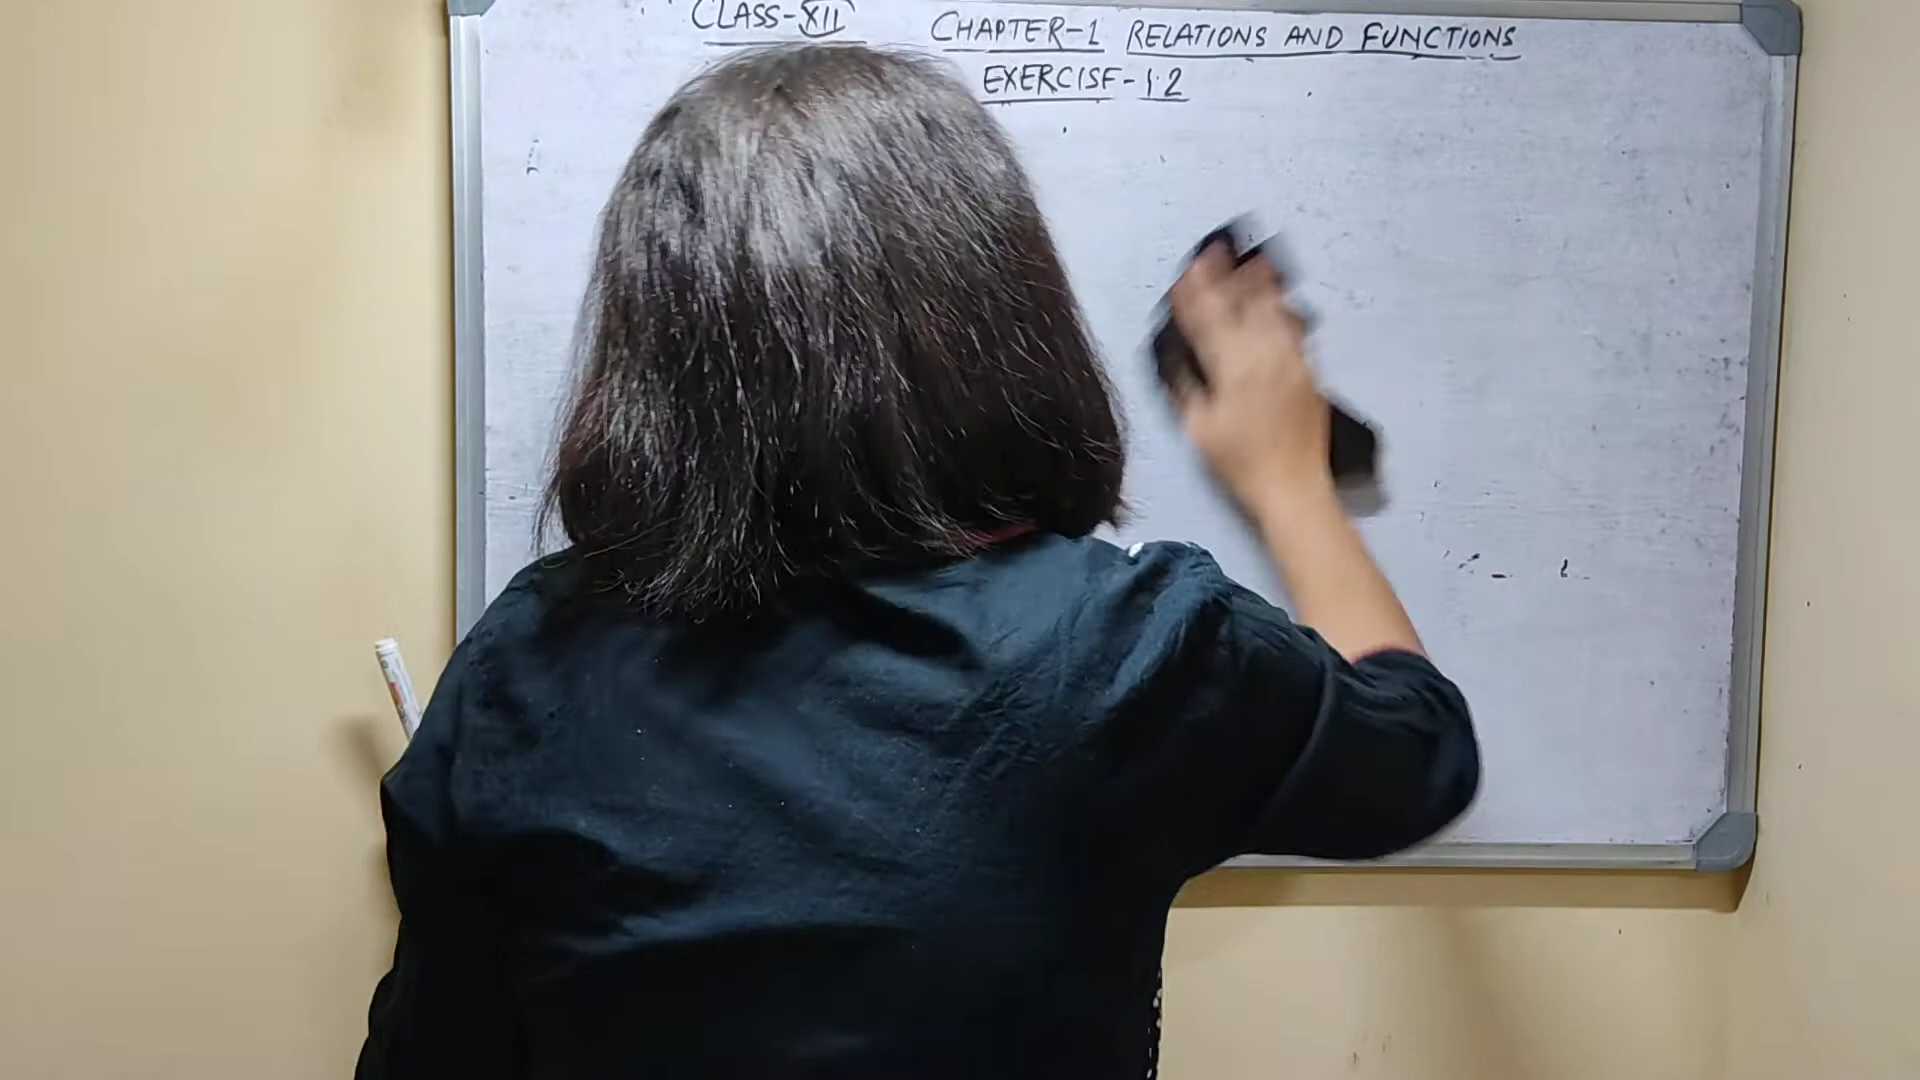 CLASS-XII
CHAPTER-1 RELATIONS AND FUNCTIONS
EXERCISE-1.2